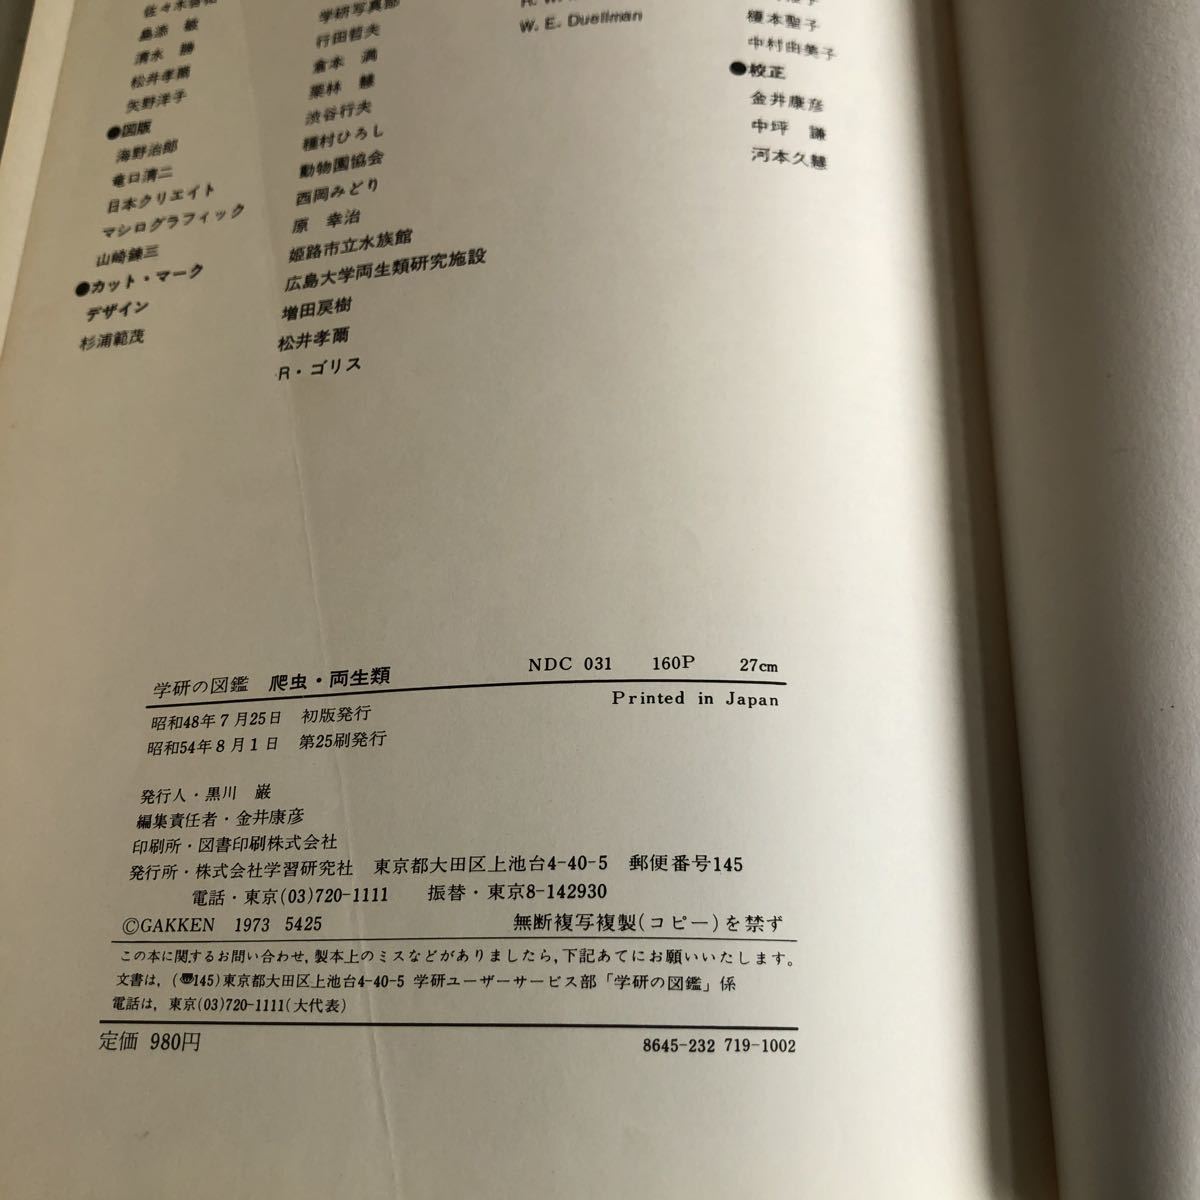 佐々木啓祐
島添 敏
清水 勝
松井孝爾
矢野洋子
●図版
海野治郎
竜口清二
日本クリエイト
マシログラフィック
山崎錬三
●カット・マーク
デザイン
杉浦範茂
学研写真部
行田哲夫
倉本 満
栗林 慧
渋谷行夫
種村ひろし
動物園協会
西岡みどり
原 幸治
姫路市立水族館
広島大学両生類研究施設
増田戻樹
松井孝爾
R・ゴリス
W. E. Duellman
榎本聖子
中村由美子
●校正
金井康彦
中坪 謙
河本久慧
学研の図鑑 爬虫・両生類 NDC 031 160P 27cm
Printed in Japan
昭和48年7月25日 初版発行
昭和54年8月1日 第25刷発行
発行人・黒川 巌
編集責任者・金井康彦
印刷所・図書印刷株式会社
発行所・株式会社学習研究社 東京都大田区上池台4-40-5 郵便番号145
電話・東京(03)720-1111 振替・東京8-142930
©GAKKEN 1973 5425 無断複写複製(コピー)を禁ず
この本に関するお問い合わせ,製本上のミスなどがありましたら,下記あてにお願いいたします。
文書は,(〠145)東京都大田区上池台4-40-5 学研ユーザーサービス部「学研の図鑑」係
電話は,東京(03)720-1111(大代表)
定価 980円 8645-232 719-1002